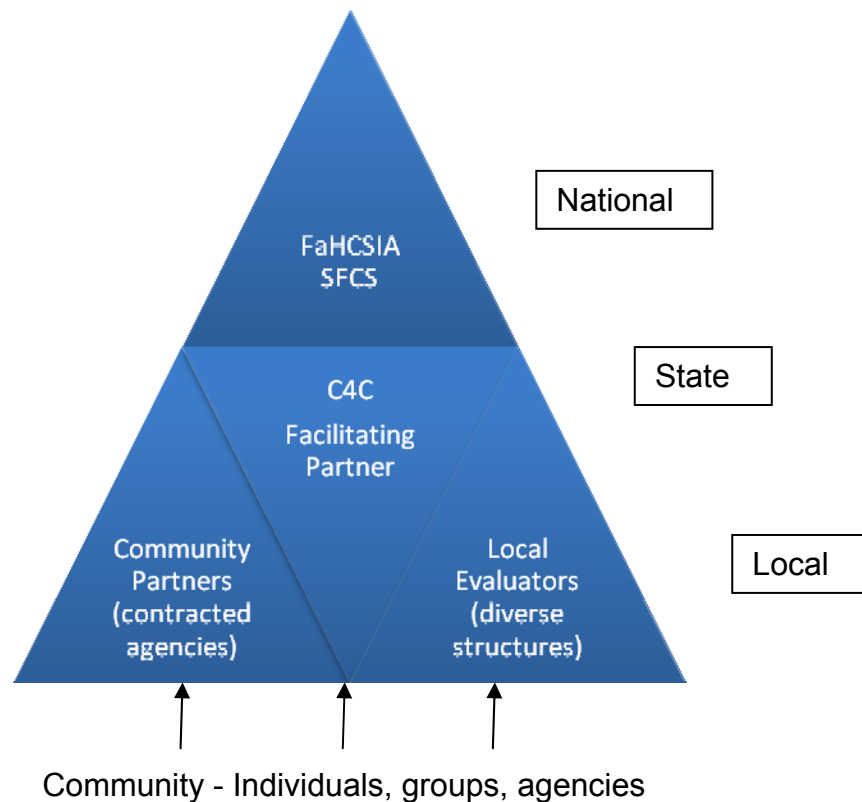 National
FaHCSIA
SFCS
State
C4C
Facilitating
Partner
Community
Partners
(contracted
agencies)
Local
Evaluators
(diverse
structures)
Local
Community - Individuals, groups, agencies